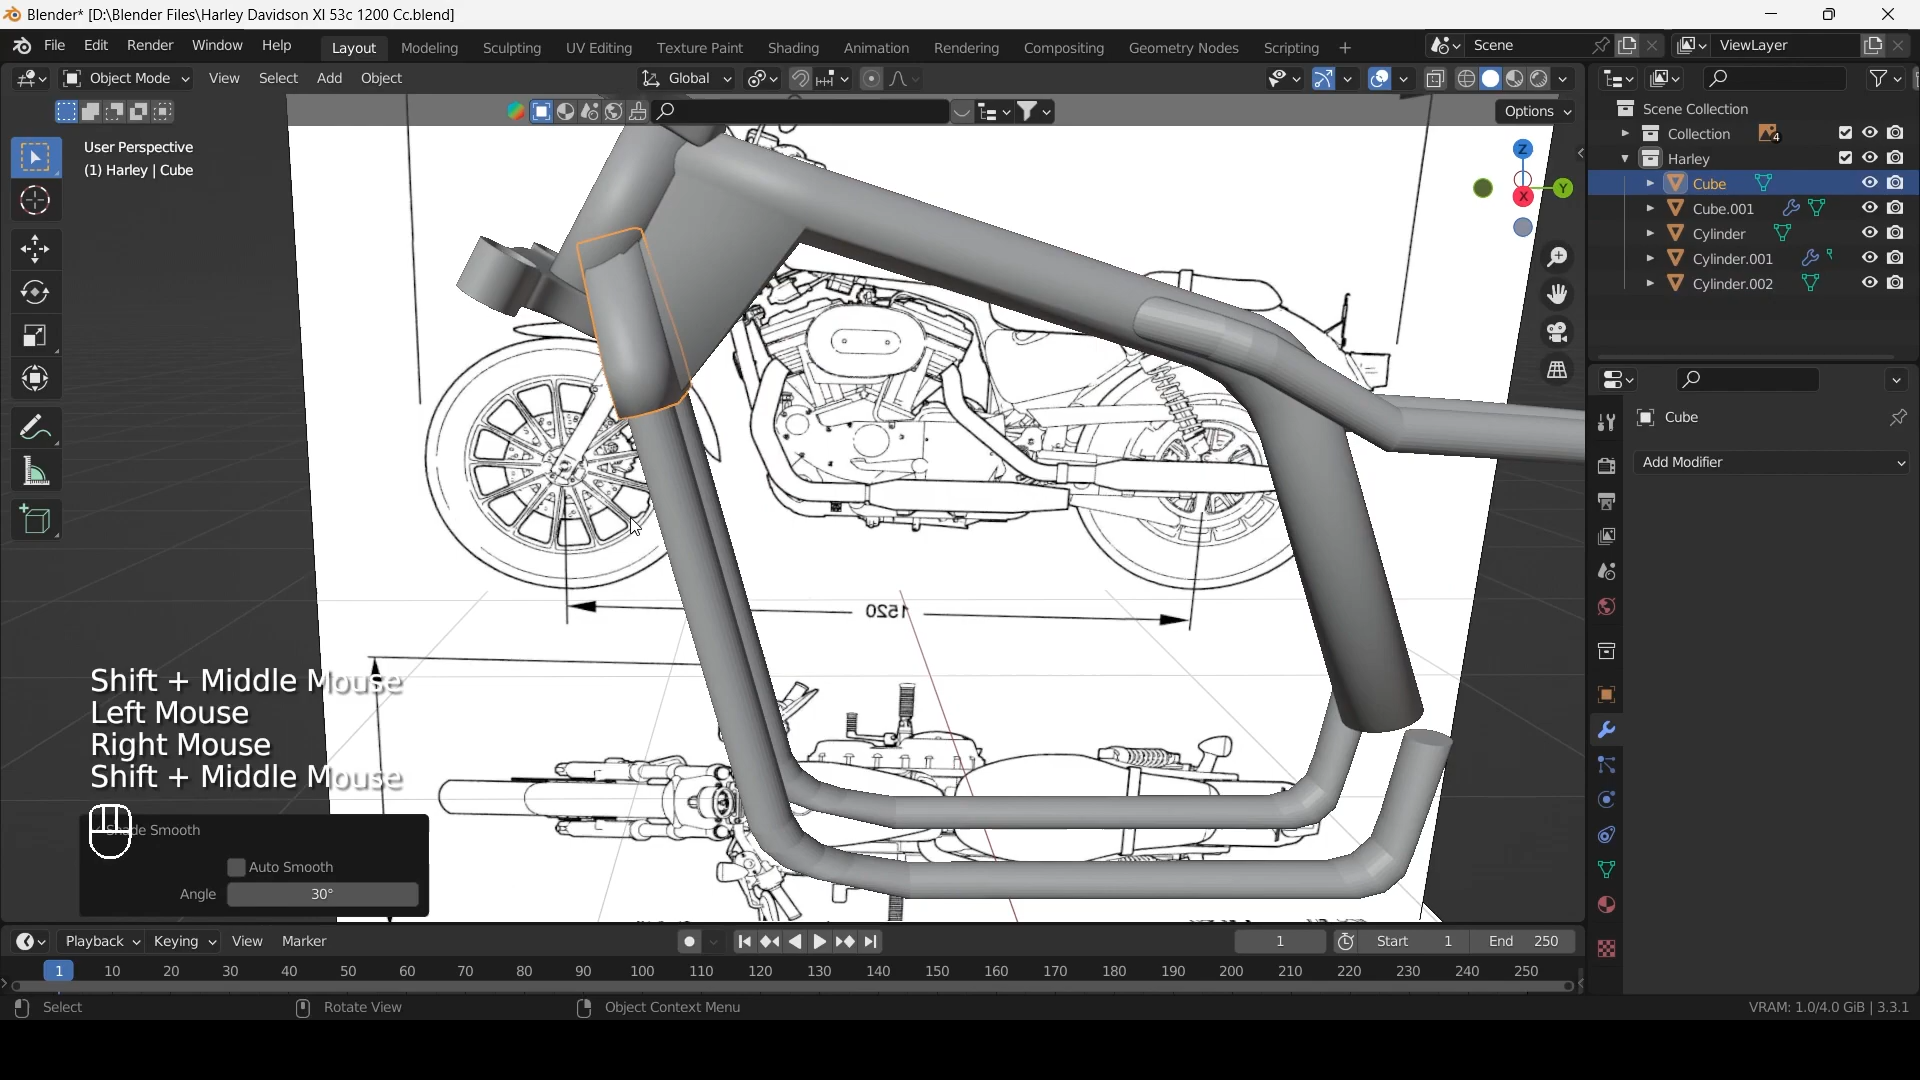 Blender* [D:\Blender Files\Harley Davidson Xl 53c 1200 Cc.blend]
File Edit Render Window Help Layout Modeling Sculpting UV Editing Texture Paint Shading Animation Rendering Compositing Geometry Nodes Scripting + Scene ViewLayer
Object Mode View Select Add Object Global
Options
User Perspective
(1) Harley | Cube
Z
Y
X
Scene Collection
Collection 4
Harley
Cube
Cube.001
Cylinder
Cylinder.001
Cylinder.002
Cube
Add Modifier
1520
Shift + Middle Mouse
Left Mouse
Right Mouse
Shift + Middle Mouse
Shade Smooth
Auto Smooth
Angle 30°
Playback Keying View Marker 1 Start 1 End 250
1 10 20 30 40 50 60 70 80 90 100 110 120 130 140 150 160 170 180 190 200 210 220 230 240 250
Select Rotate View Object Context Menu VRAM: 1.0/4.0 GiB | 3.3.1